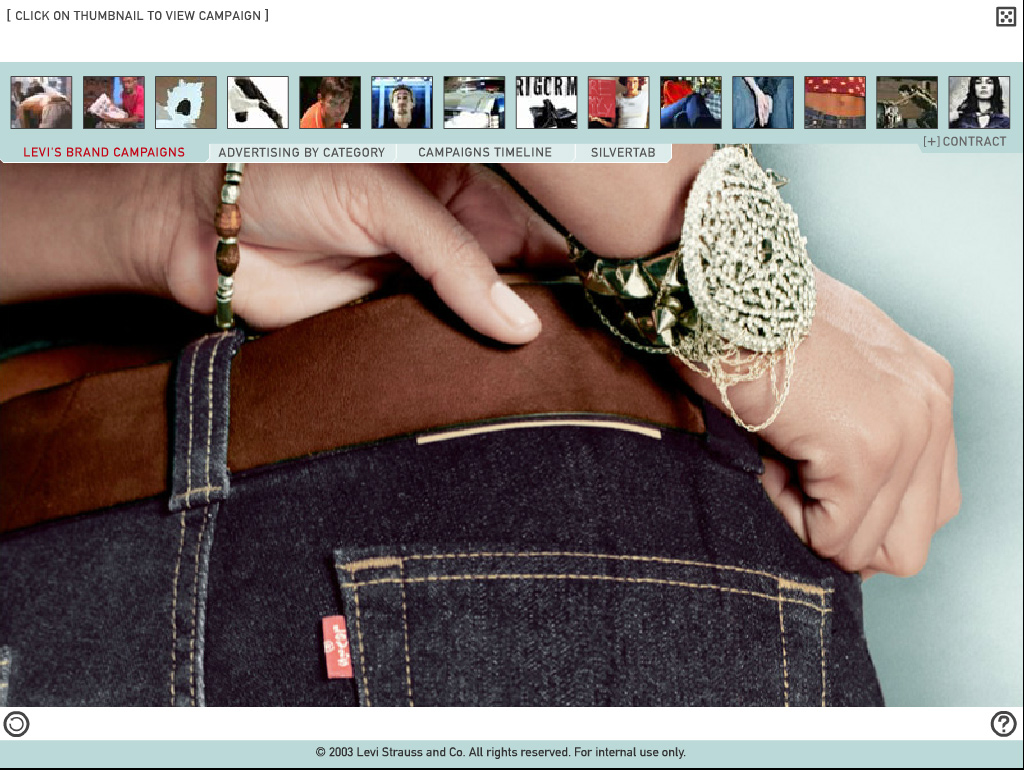 [ CLICK ON THUMBNAIL TO VIEW CAMPAIGN ]
RIGORM
LEVI'S BRAND CAMPAIGNS
ADVERTISING BY CATEGORY
CAMPAIGNS TIMELINE
SILVERTAB
[+] CONTRACT
© 2003 Levi Strauss and Co. All rights reserved. For internal use only.